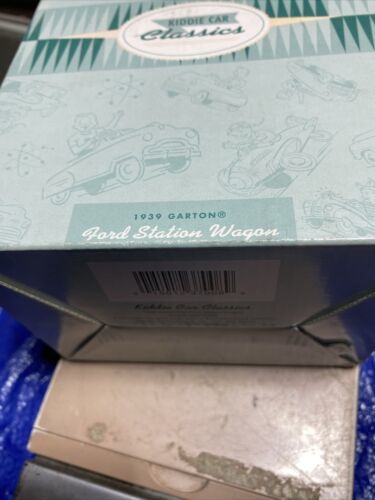 KIDDIE CAR
Classics
1939 GARTON®
Ford Station Wagon
Kiddie Car Classics